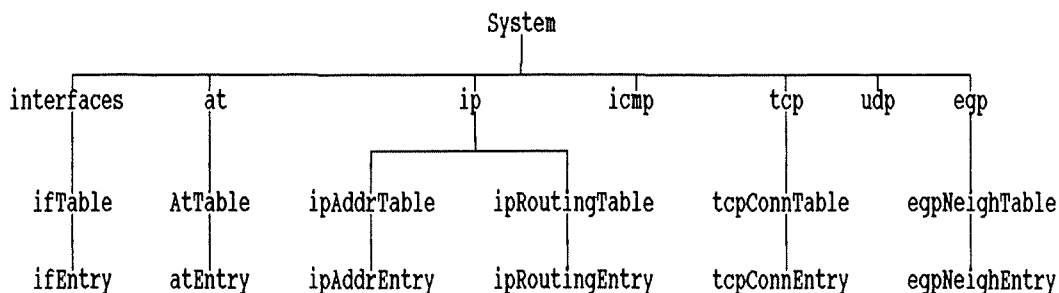 System
interfaces at ip icmp tcp udp egp
ifTable AtTable ipAddrTable ipRoutingTable tcpConnTable egpNeighTable
ifEntry atEntry ipAddrEntry ipRoutingEntry tcpConnEntry egpNeighEntry